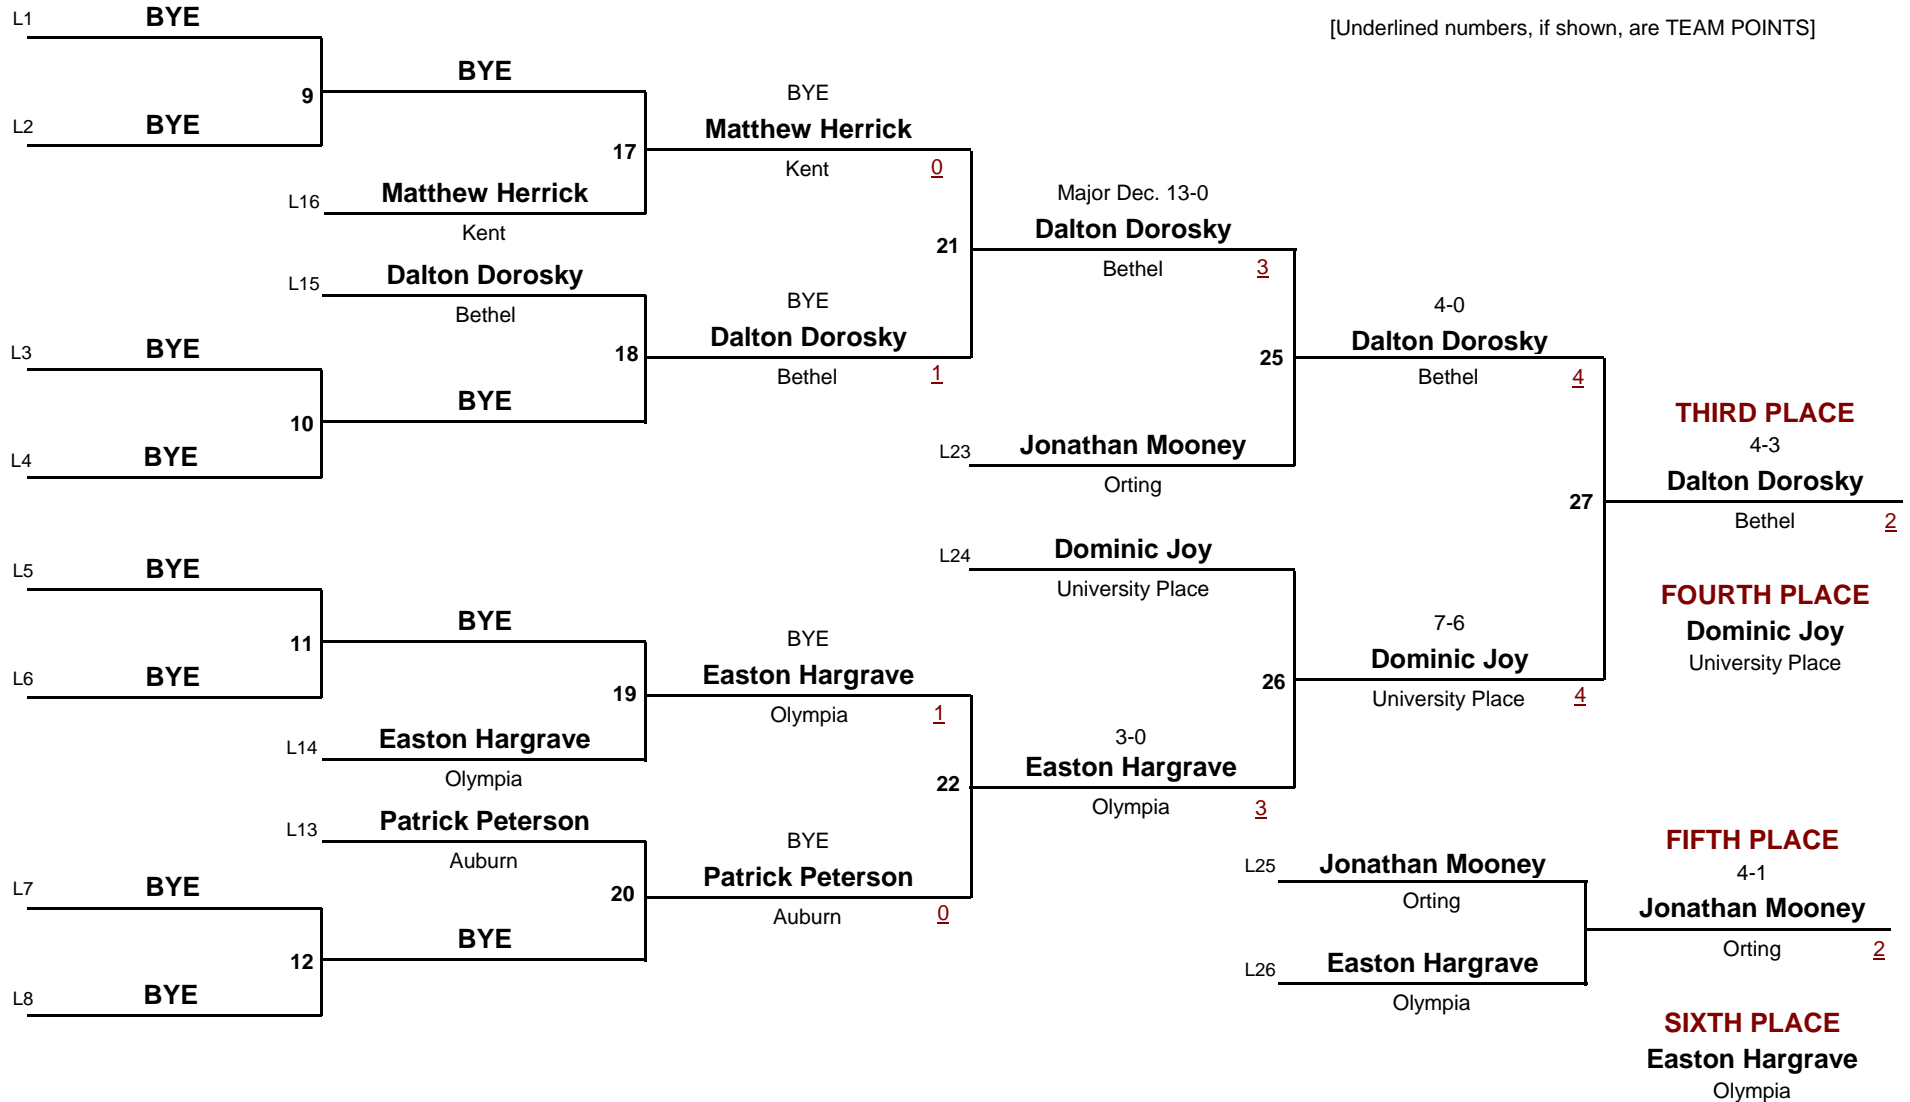 [Underlined numbers, if shown, are TEAM POINTS]
L1
BYE
9
L2
BYE
BYE
17
L16
Matthew Herrick
Kent
BYE
Matthew Herrick
Kent
0
L15
Dalton Dorosky
Bethel
18
L3
BYE
10
L4
BYE
BYE
BYE
Dalton Dorosky
Bethel
1
21
Major Dec. 13-0
Dalton Dorosky
Bethel
3
25
L23
Jonathan Mooney
Orting
4-0
Dalton Dorosky
Bethel
4
27
L5
BYE
11
L6
BYE
BYE
19
L14
Easton Hargrave
Olympia
BYE
Easton Hargrave
Olympia
1
22
L13
Patrick Peterson
Auburn
20
L7
BYE
12
L8
BYE
BYE
BYE
Patrick Peterson
Auburn
0
L24
Dominic Joy
University Place
26
3-0
Easton Hargrave
Olympia
3
7-6
Dominic Joy
University Place
4
THIRD PLACE
4-3
Dalton Dorosky
Bethel
2
FOURTH PLACE
Dominic Joy
University Place
L25
Jonathan Mooney
Orting
L26
Easton Hargrave
Olympia
FIFTH PLACE
4-1
Jonathan Mooney
Orting
2
SIXTH PLACE
Easton Hargrave
Olympia